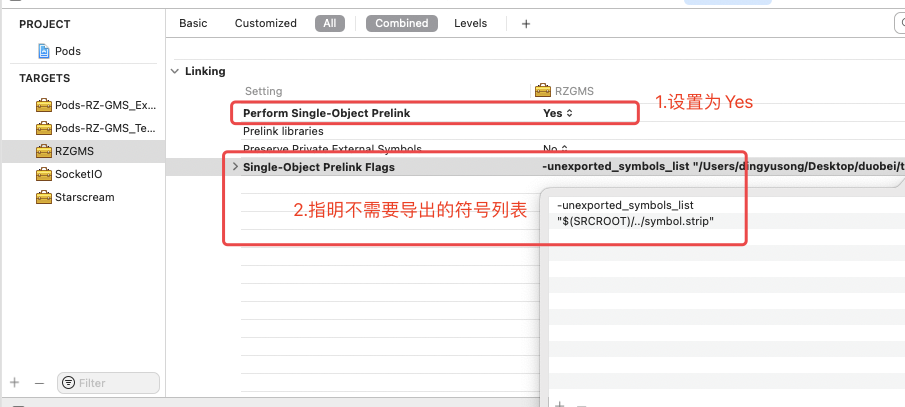 PROJECT
Pods
TARGETS
Pods-RZ-GMS_Ex...
Pods-RZ-GMS_Te...
RZGMS
SocketIO
Starscream
Filter
Basic Customized All Combined Levels +
Linking
Setting RZGMS
Perform Single-Object Prelink Yes
1.设置为 Yes
Prelink libraries
Preserve Private External Symbols No
Single-Object Prelink Flags -unexported_symbols_list "/Users/dingyusong/Desktop/duobei/t
2.指明不需要导出的符号列表
-unexported_symbols_list
"$(SRCROOT)/../symbol.strip"